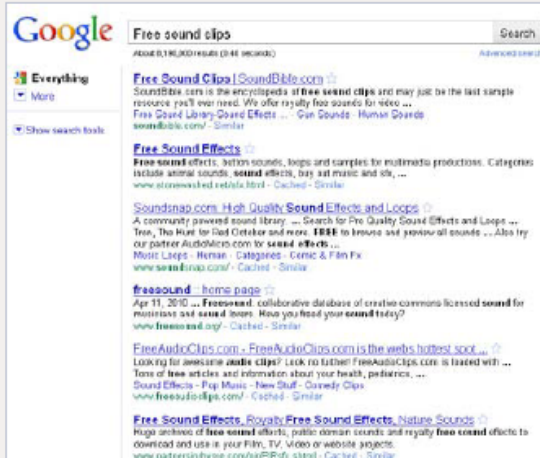 Google
Free sound clips
Search
About 8,190,000 results (0.46 seconds)
Advanced search
Everything
More
Show search tools
Free Sound Clips | SoundBible.com
SoundBible.com is the encyclopedia of free sound clips and may just be the last sample
resource you'll ever need. We offer royalty free sounds for video ...
Free Sound Library-Sound Effects ... - Gun Sounds - Human Sounds
soundbible.com/ - Similar
Free Sound Effects
Free sound effects, button sounds, loops and samples for multimedia productions. Categories
include animal sounds, sound effects, buy out music and sfx, ...
www.stonewashed.net/sfx.html - Cached - Similar
Soundsnap.com: High Quality Sound Effects and Loops
A community powered sound library. ... Search for Pro Quality Sound Effects and Loops ...
Tron, The Hunt for Red October and more. FREE to browse and preview all sounds ... Also try
our partner AudioMicro.com for sound effects ...
Music Loops - Human - Categories - Comic & Film Fx
www.soundsnap.com/ - Cached - Similar
freesound :: home page
Apr 11, 2010 ... Freesound. collaborative database of creative-commons licensed sound for
musicians and sound lovers. Have you freed your sound today?
www.freesound.org/ - Cached - Similar
FreeAudioClips.com - FreeAudioClips.com is the webs hottest spot ...
Looking for awesome audio clips? Look no further! FreeAudioClips.com is loaded with ...
Tons of free articles and information about your health, pediatrics, ...
Sound Effects - Pop Music - New Stuff - Comedy Clips
www.freeaudioclips.com/ - Cached - Similar
Free Sound Effects, Royalty Free Sound Effects, Nature Sounds
Huge archives of free sound effects, public domain sounds and royalty free sound effects to
download and use in your Film, TV, Video or website projects.
- Cached - Similar